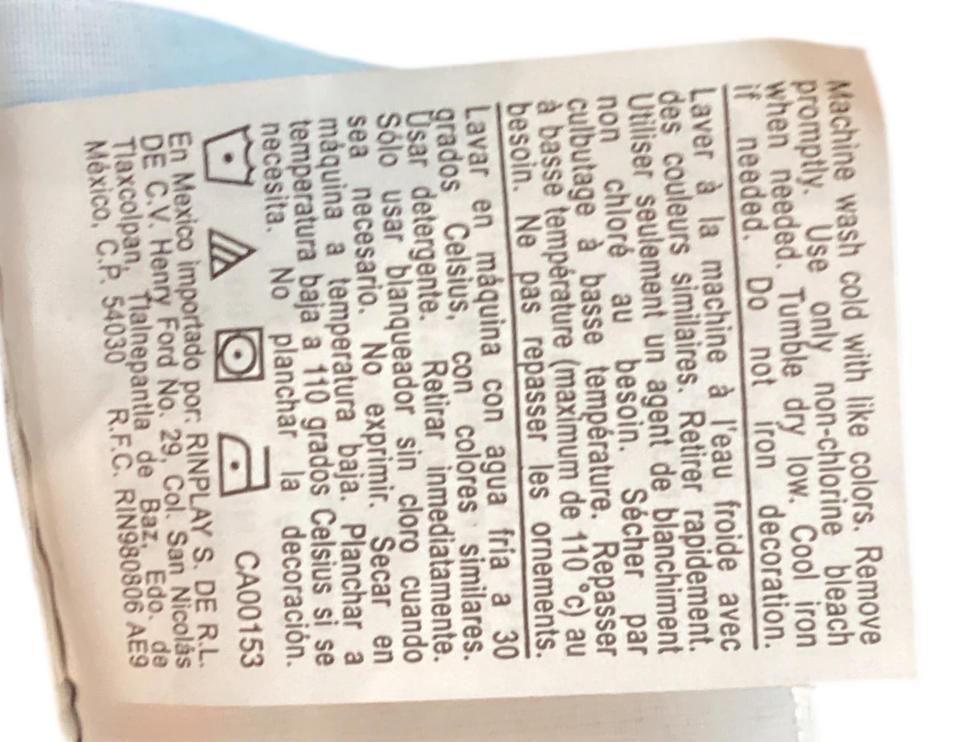 Machine wash cold with like colors. Remove
promptly. Use only non-chlorine bleach
when needed. Tumble dry low. Cool iron
if needed. Do not iron decoration.
Laver à la machine à l'eau froide avec
des couleurs similaires. Retirer rapidement.
Utiliser seulement un agent de blanchiment
non chloré au besoin. Sécher par
culbutage à basse température. Repasser
à basse température (maximum de 110 °c) au
besoin. Ne pas repasser les ornements.
Lavar en máquina con agua fria a 30
grados Celsius. con colores similares.
Usar detergente. Retirar inmediatamente.
Sólo usar blanqueador sin cloro cuando
sea necesario. No exprimir. Secar en
máquina a temperatura baja. Planchar a
temperatura baja a 110 grados Celsius si se
necesita. No planchar la decoración.
CA00153
En Mexico importado por: RINPLAY S. DE R.L.
DE C.V. Henry Ford No. 29, Col. San Nicolás
Tlaxcolpan, Tlalnepantla de Baz, Edo. de
México, C.P. 54030 R.F.C. RIN980806 AE9